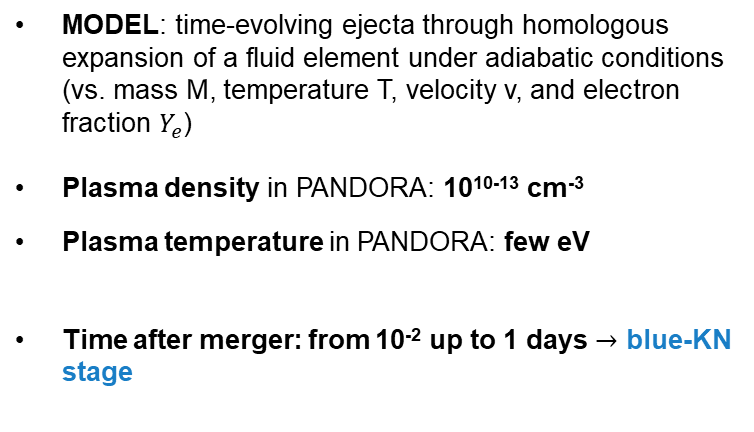 • MODEL: time-evolving ejecta through homologous
expansion of a fluid element under adiabatic conditions
(vs. mass M, temperature T, velocity v, and electron
fraction Yₑ)
• Plasma density in PANDORA: 10¹⁰⁻¹³ cm⁻³
• Plasma temperature in PANDORA: few eV
• Time after merger: from 10⁻² up to 1 days → blue-KN
stage